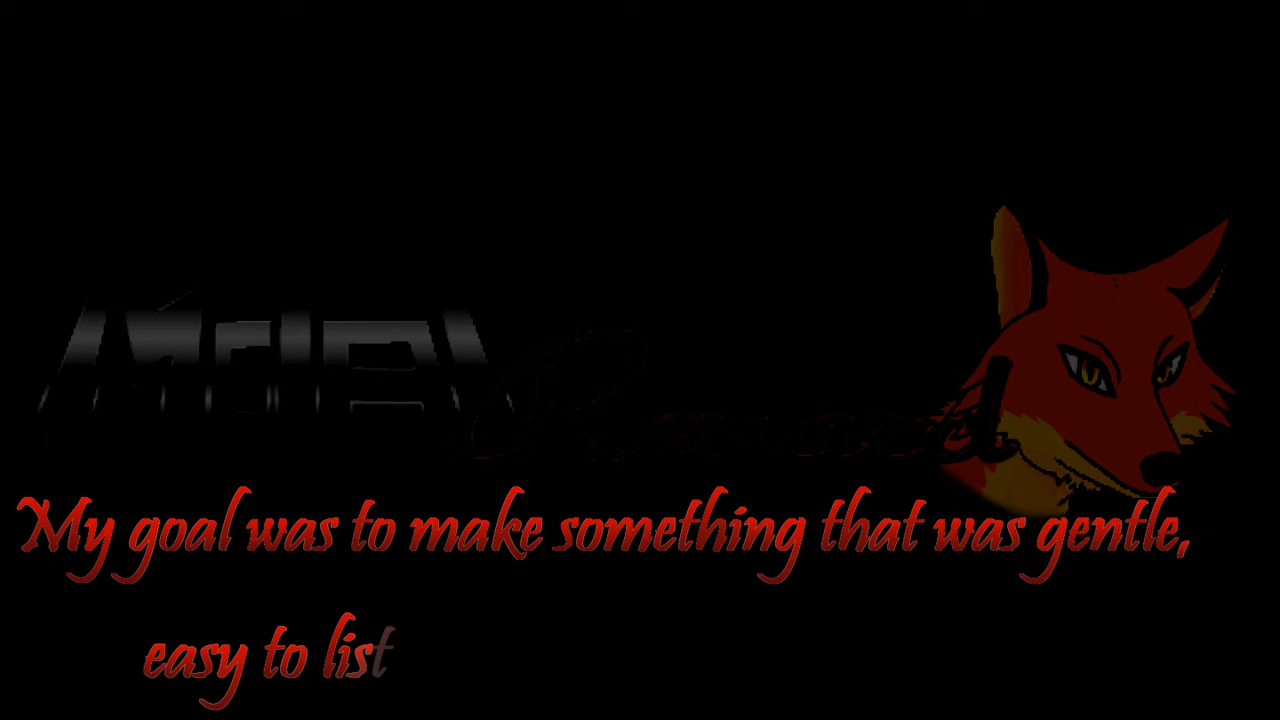 My goal was to make something that was gentle,
easy to list